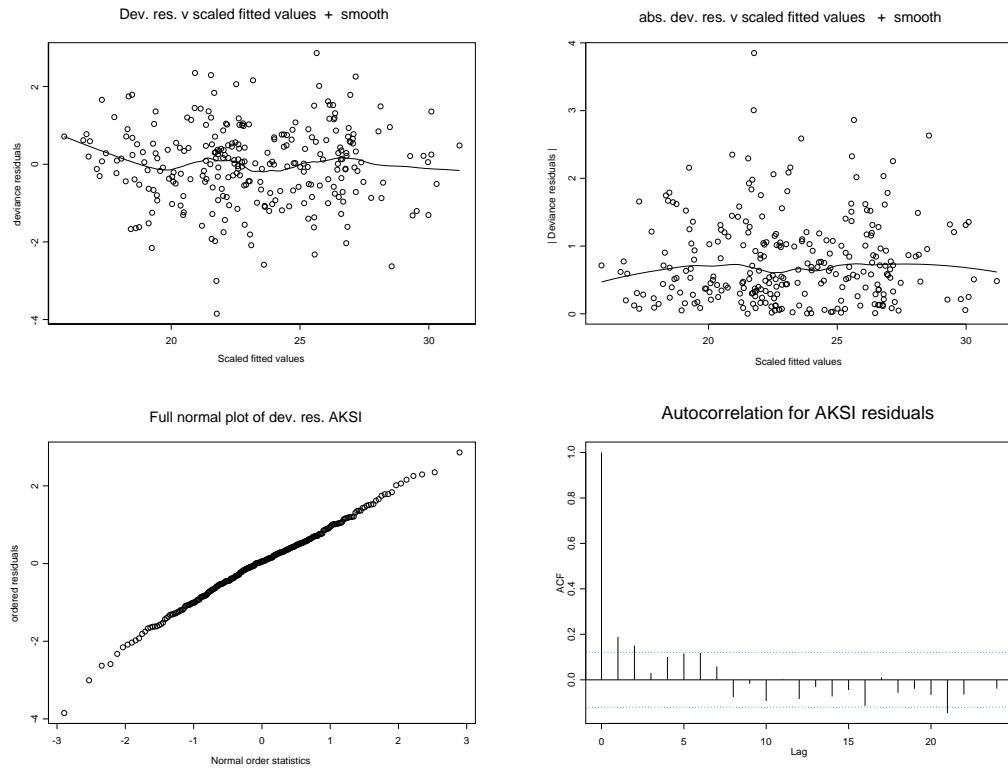 Dev. res. v scaled fitted values + smooth
deviance residuals
2
0
-2
-4
20 25 30
Scaled fitted values
abs. dev. res. v scaled fitted values + smooth
| Deviance residuals |
4
3
2
1
0
20 25 30
Scaled fitted values
Full normal plot of dev. res. AKSI
ordered residuals
2
0
-2
-4
-3 -2 -1 0 1 2 3
Normal order statistics
Autocorrelation for AKSI residuals
ACF
1.0
0.8
0.6
0.4
0.2
0.0
0 5 10 15 20
Lag